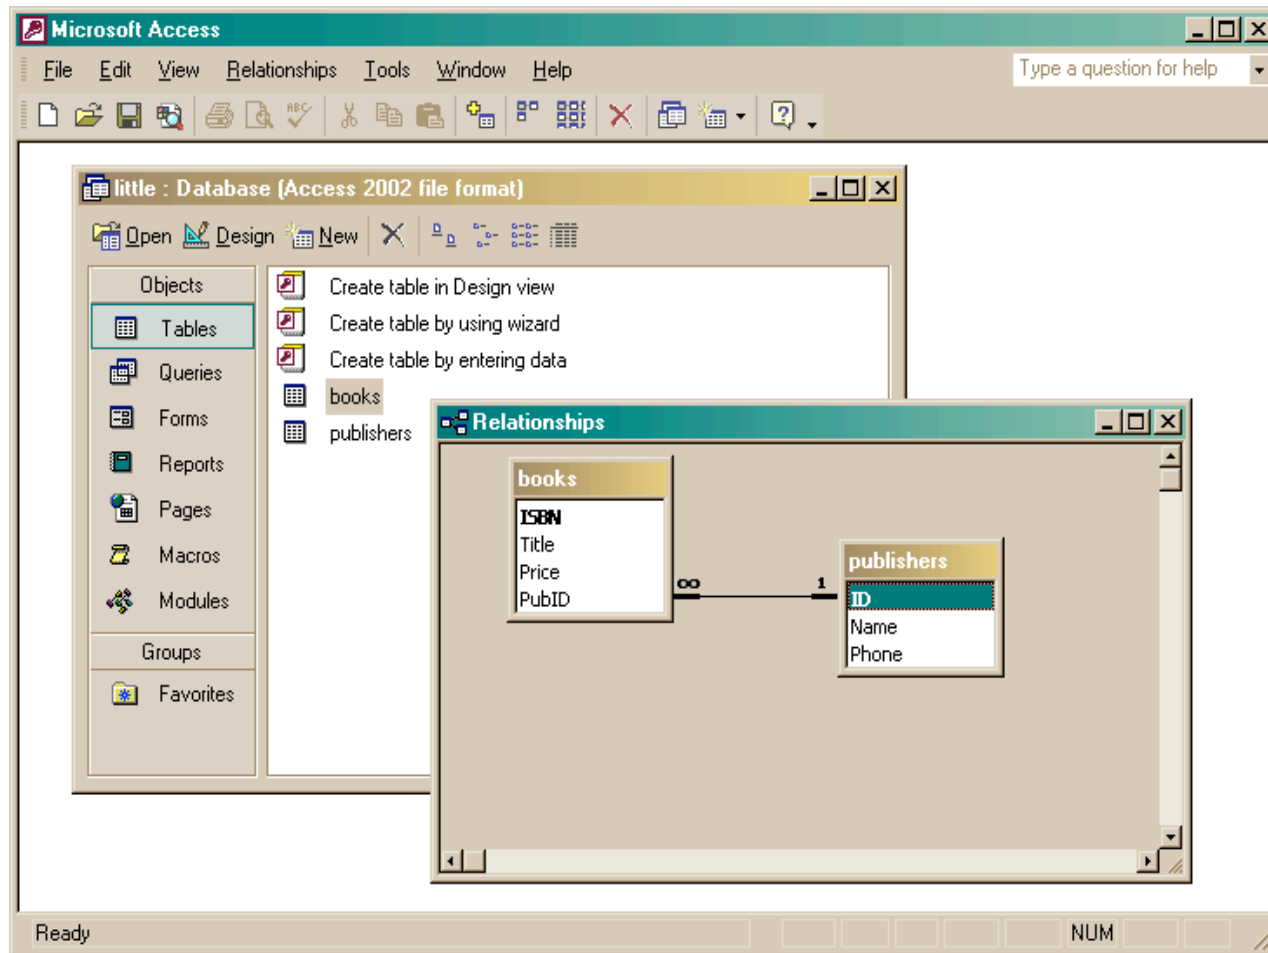 Microsoft Access
File Edit View Relationships Tools Window Help
Type a question for help
ABC
little : Database (Access 2002 file format)
Open Design New
Objects
Tables
Queries
Forms
Reports
Pages
Macros
Modules
Groups
Favorites
Create table in Design view
Create table by using wizard
Create table by entering data
books
publishers
Relationships
books
ISBN
Title
Price
PubID
∞ 1
publishers
ID
Name
Phone
Ready
NUM